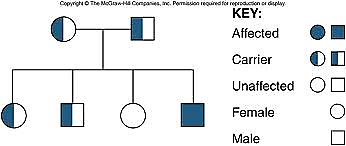 Copyright © The McGraw-Hill Companies, Inc. Permission required for reproduction or display.
KEY:
Affected
Carrier
Unaffected
Female
Male